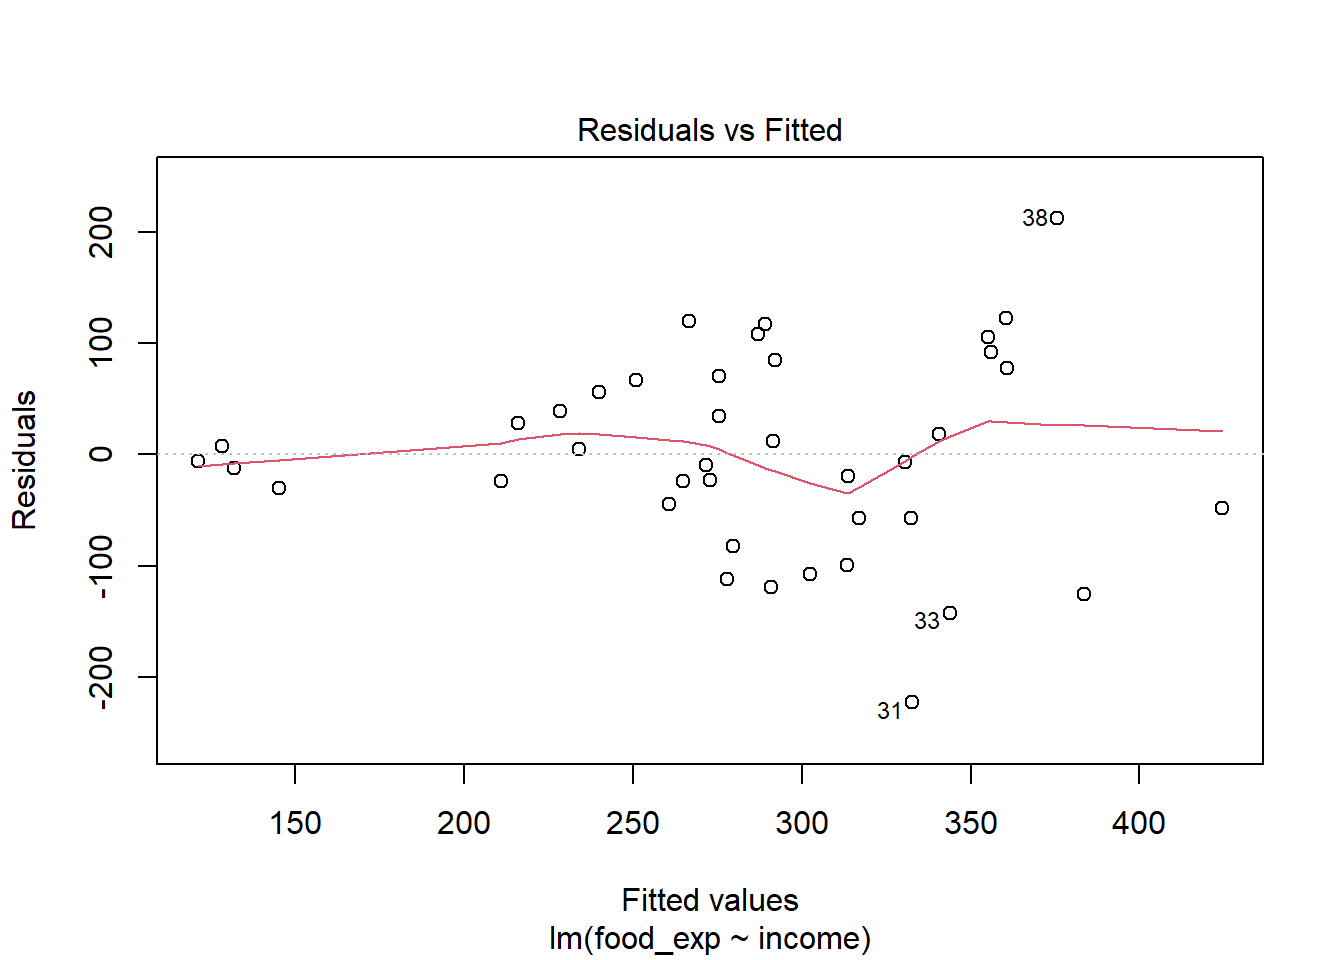 Residuals vs Fitted
Residuals
200
100
0
-100
-200
38
33
31
150 200 250 300 350 400
Fitted values
lm(food_exp ~ income)